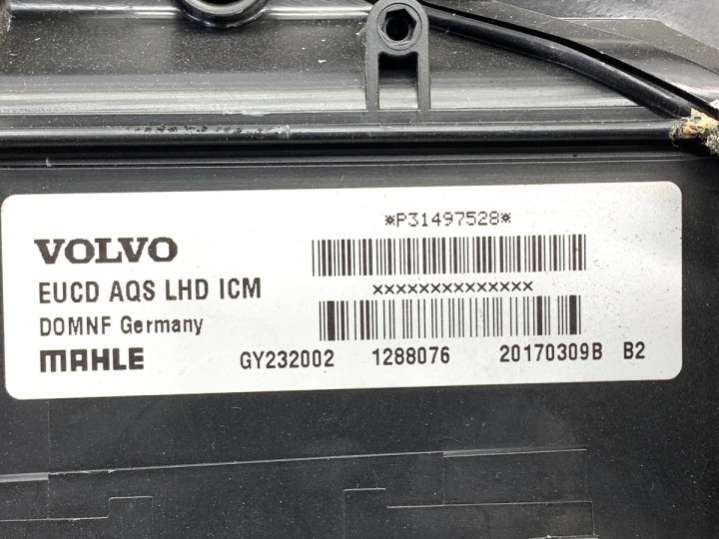 *P31497528*
VOLVO
EUCD AQS LHD ICM
xxxxxxxxxxxxxx
DOMNF Germany
MAHLE GY232002 1288076 20170309B B2